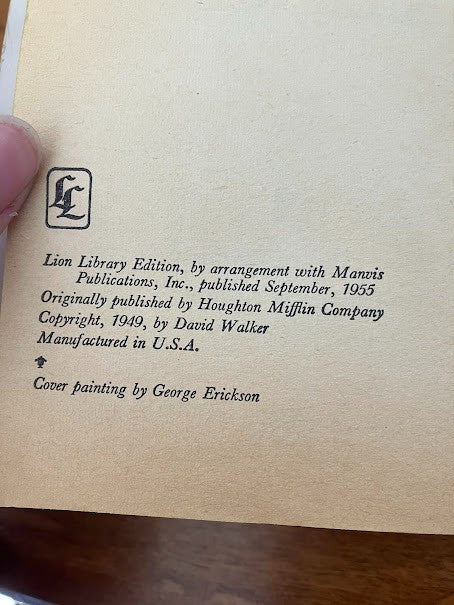 LL
Lion Library Edition, by arrangement with Manvis
Publications, Inc., published September, 1955
Originally published by Houghton Mifflin Company
Copyright, 1949, by David Walker
Manufactured in U.S.A.
Cover painting by George Erickson